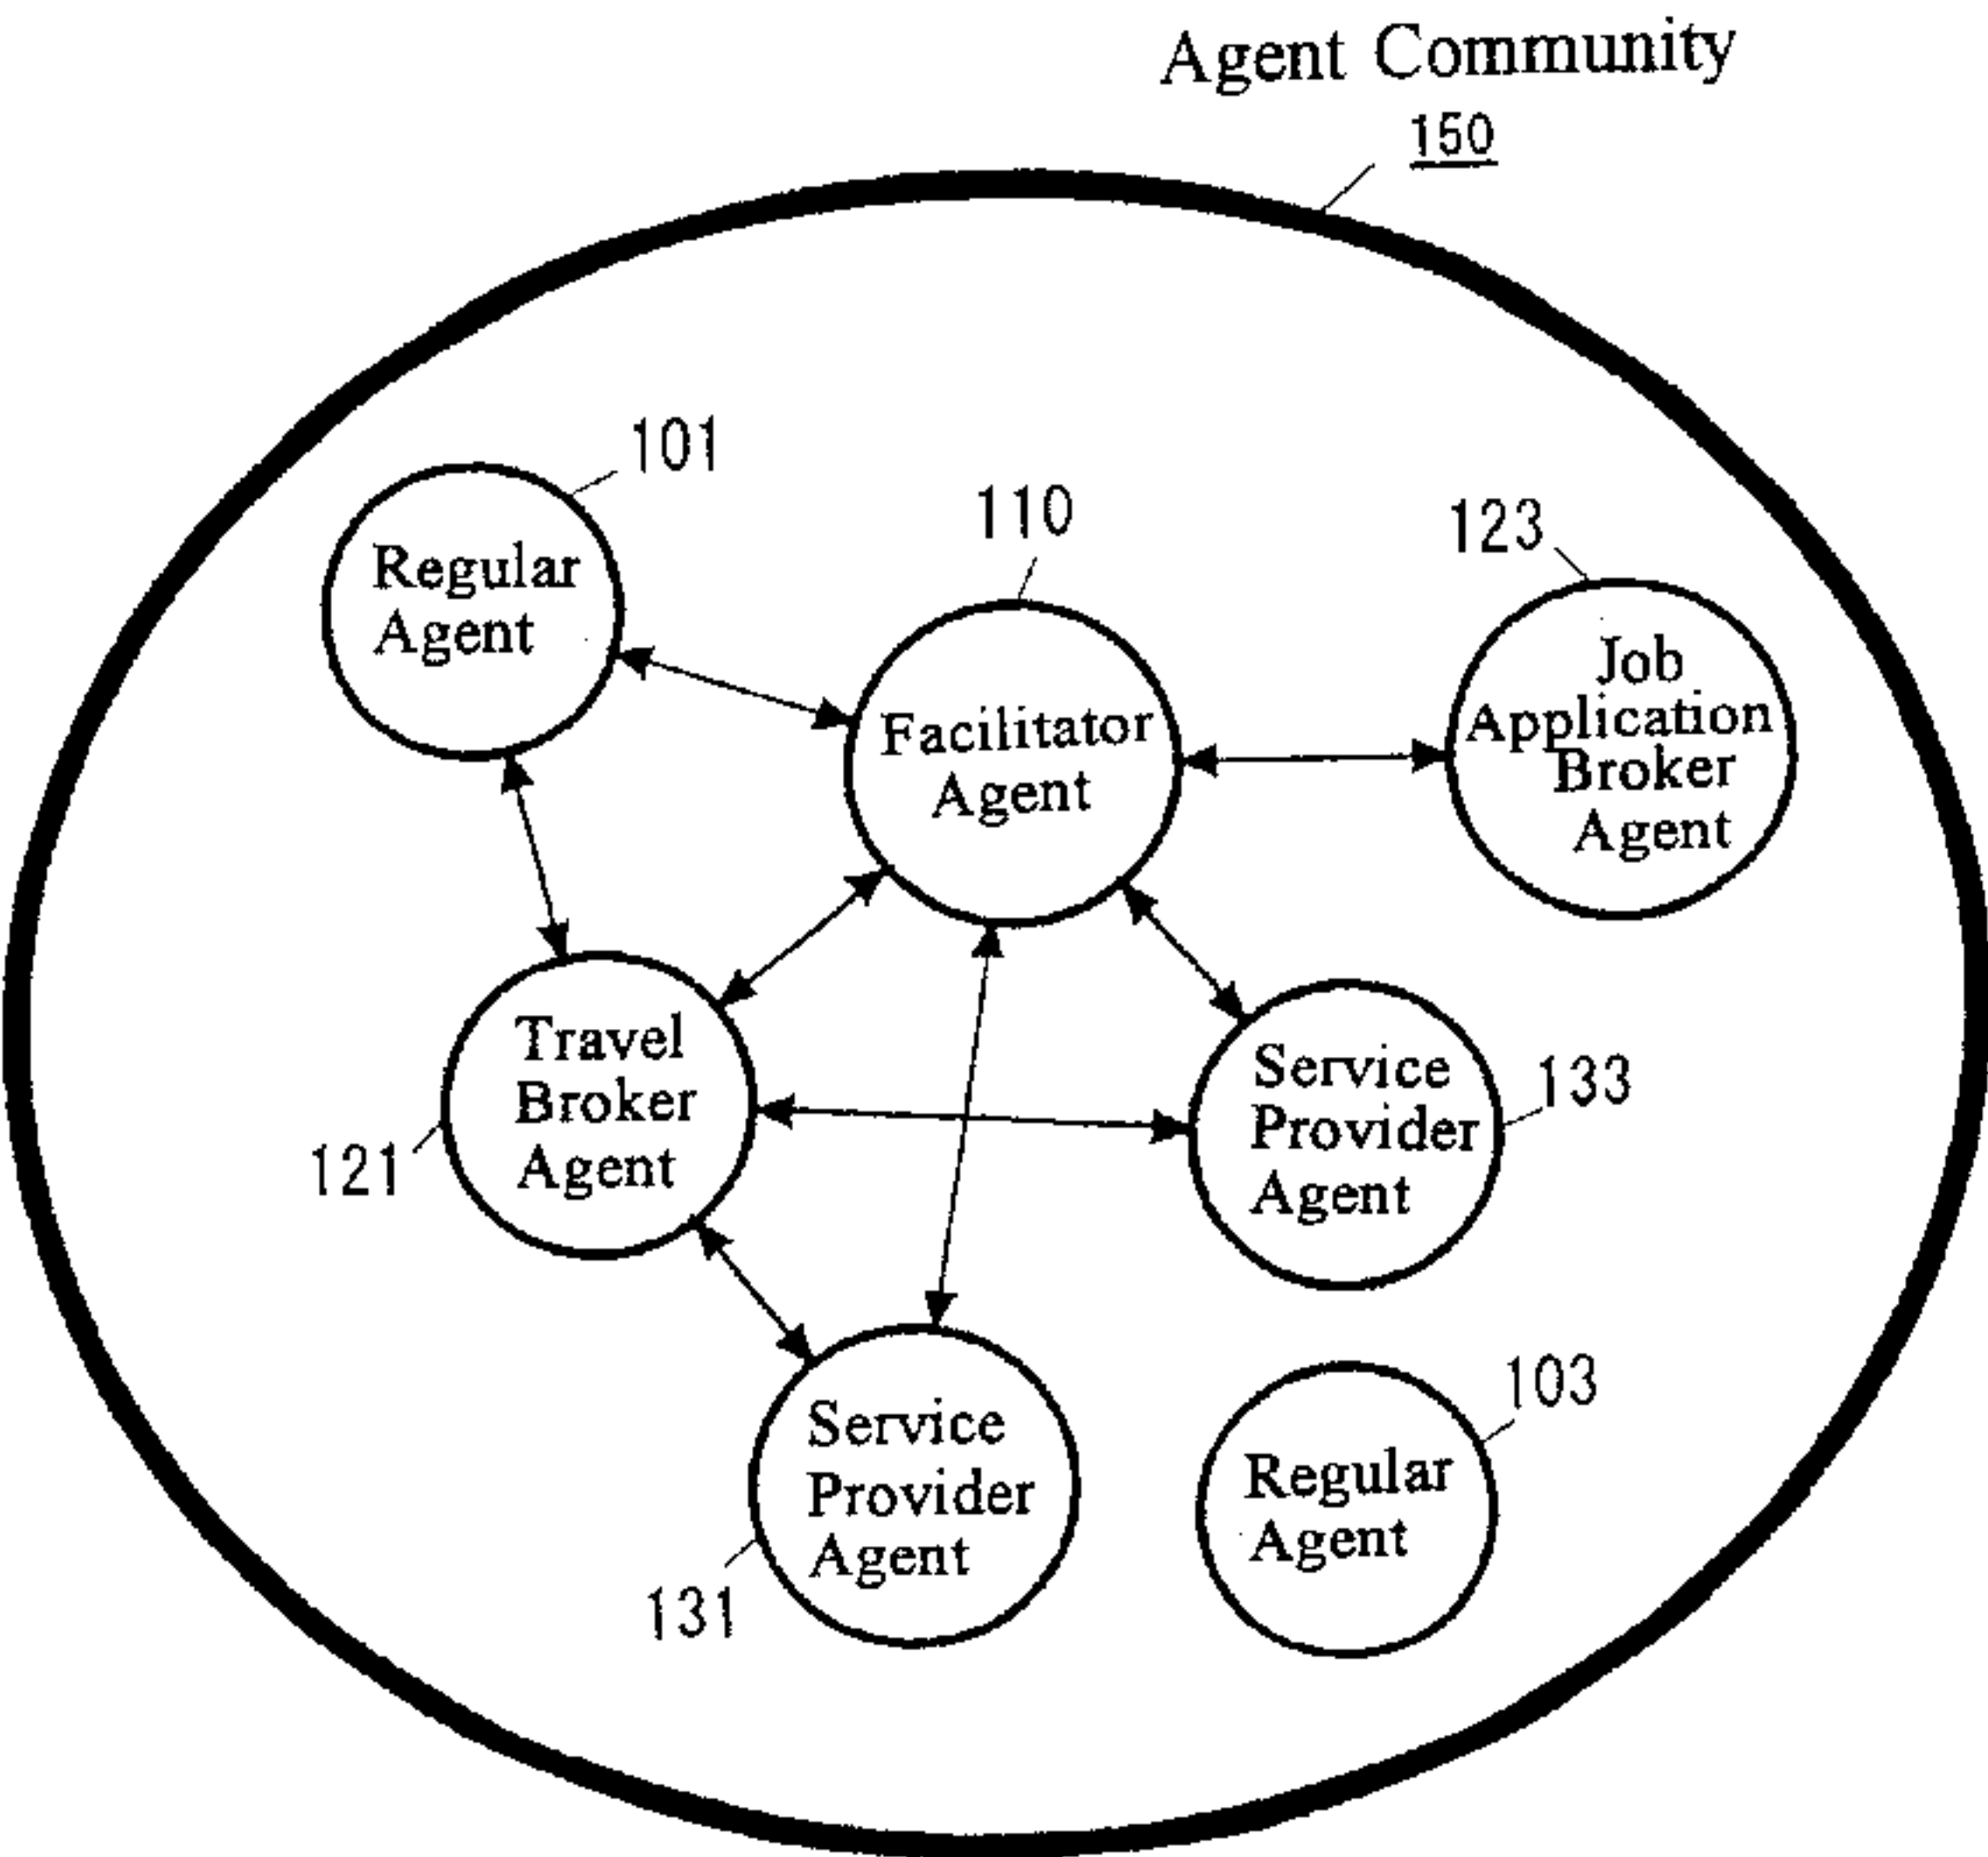 Agent Community
150
101
Regular
Agent
110
Facilitator
Agent
123
Job
Application
Broker
Agent
Travel
Broker
Agent
121
Service
Provider
Agent
133
Service
Provider
Agent
131
103
Regular
Agent